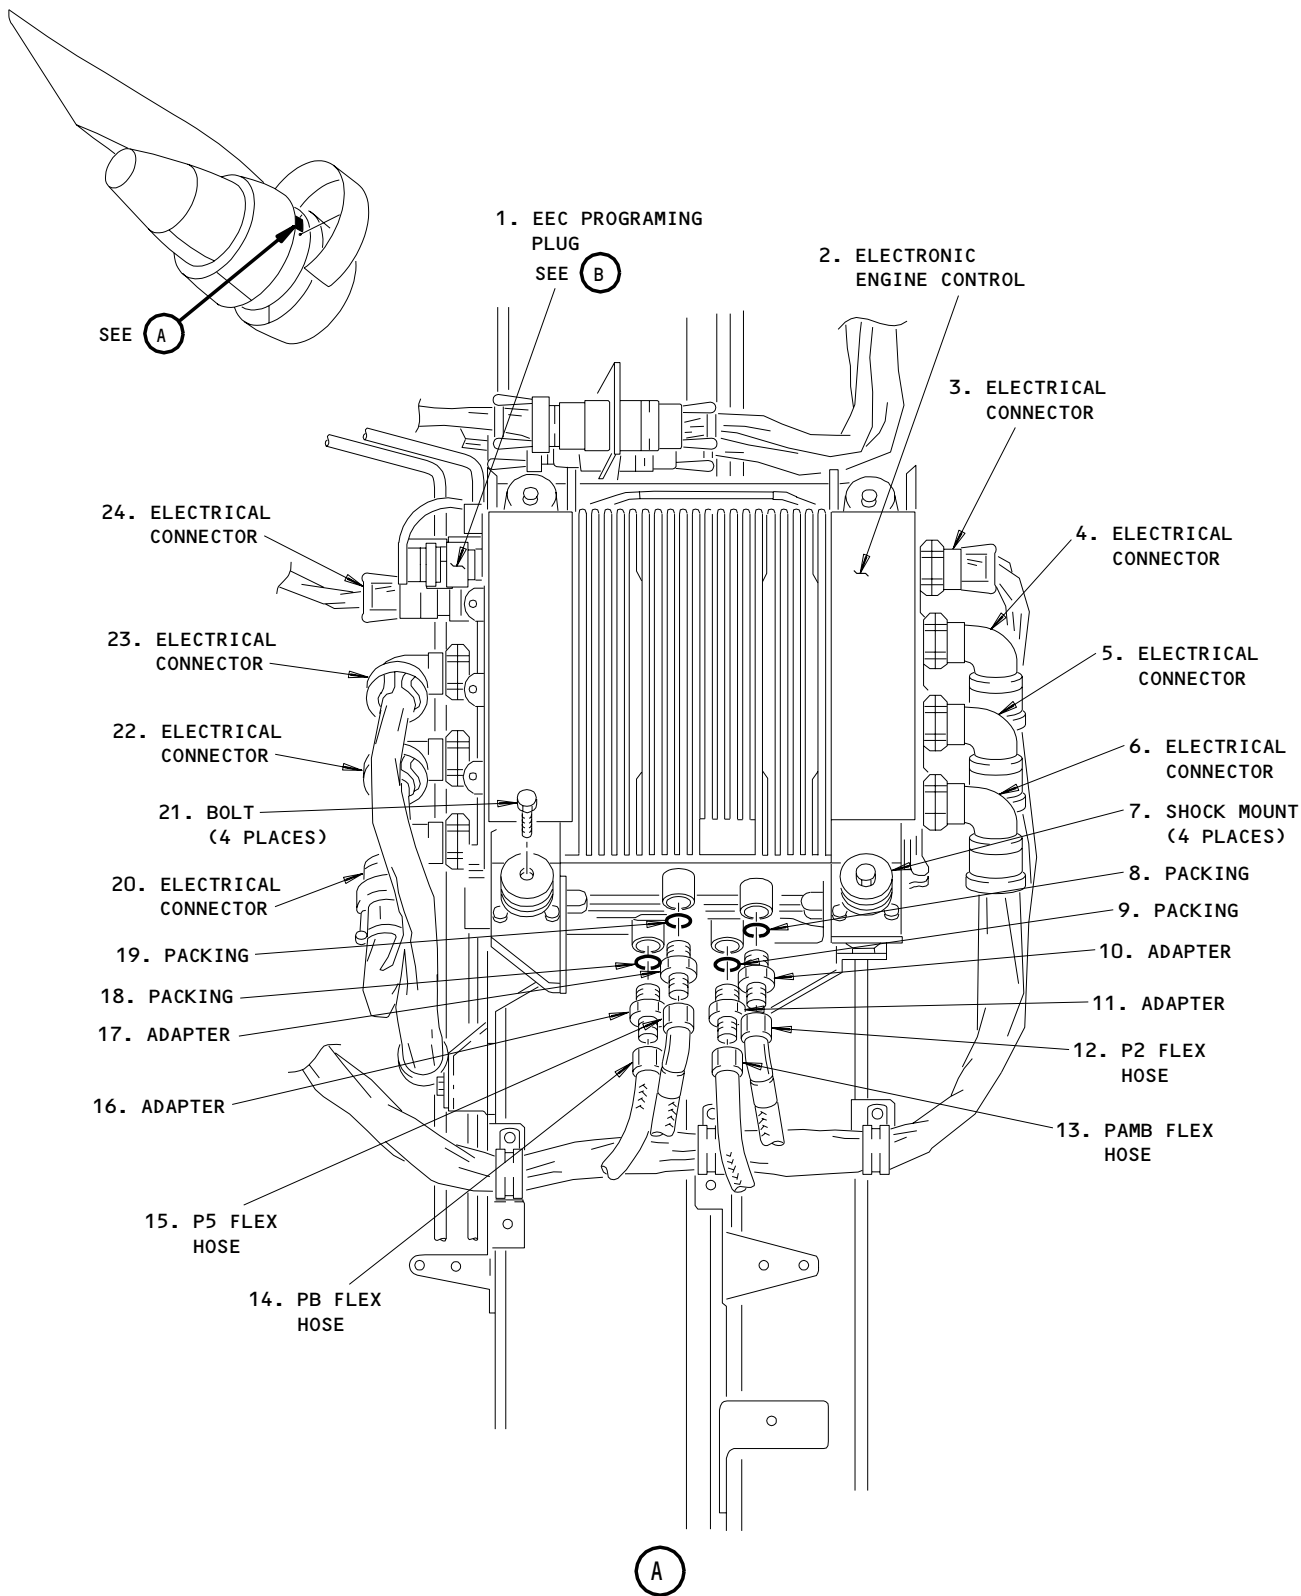 1. EEC PROGRAMING
PLUG
SEE B
2. ELECTRONIC
ENGINE CONTROL
SEE A
3. ELECTRICAL
CONNECTOR
24. ELECTRICAL
CONNECTOR
4. ELECTRICAL
CONNECTOR
23. ELECTRICAL
CONNECTOR
5. ELECTRICAL
CONNECTOR
22. ELECTRICAL
CONNECTOR
6. ELECTRICAL
CONNECTOR
21. BOLT
(4 PLACES)
7. SHOCK MOUNT
(4 PLACES)
8. PACKING
20. ELECTRICAL
CONNECTOR
9. PACKING
19. PACKING
10. ADAPTER
18. PACKING
11. ADAPTER
17. ADAPTER
12. P2 FLEX
HOSE
16. ADAPTER
13. PAMB FLEX
HOSE
15. P5 FLEX
HOSE
14. PB FLEX
HOSE
A